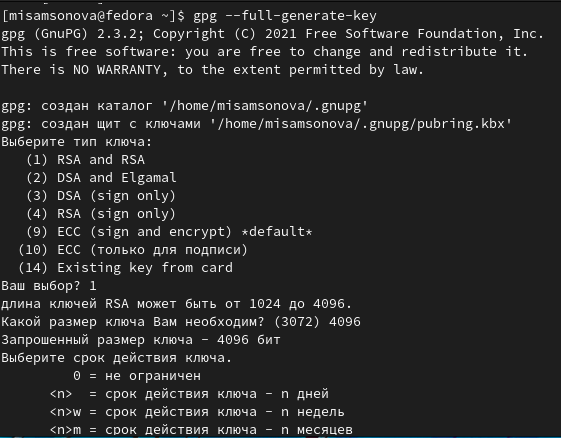 [misamsonova@fedora ~]$ gpg --full-generate-key
gpg (GnuPG) 2.3.2; Copyright (C) 2021 Free Software Foundation, Inc.
This is free software: you are free to change and redistribute it.
There is NO WARRANTY, to the extent permitted by law.
gpg: создан каталог '/home/misamsonova/.gnupg'
gpg: создан щит с ключами '/home/misamsonova/.gnupg/pubring.kbx'
Выберите тип ключа:
(1) RSA and RSA
(2) DSA and Elgamal
(3) DSA (sign only)
(4) RSA (sign only)
(9) ECC (sign and encrypt) *default*
(10) ECC (только для подписи)
(14) Existing key from card
Ваш выбор? 1
длина ключей RSA может быть от 1024 до 4096.
Какой размер ключа Вам необходим? (3072) 4096
Запрошенный размер ключа - 4096 бит
Выберите срок действия ключа.
0 = не ограничен
<n> = срок действия ключа - n дней
<n>w = срок действия ключа - n недель
<n>m = срок действия ключа - n месяцев